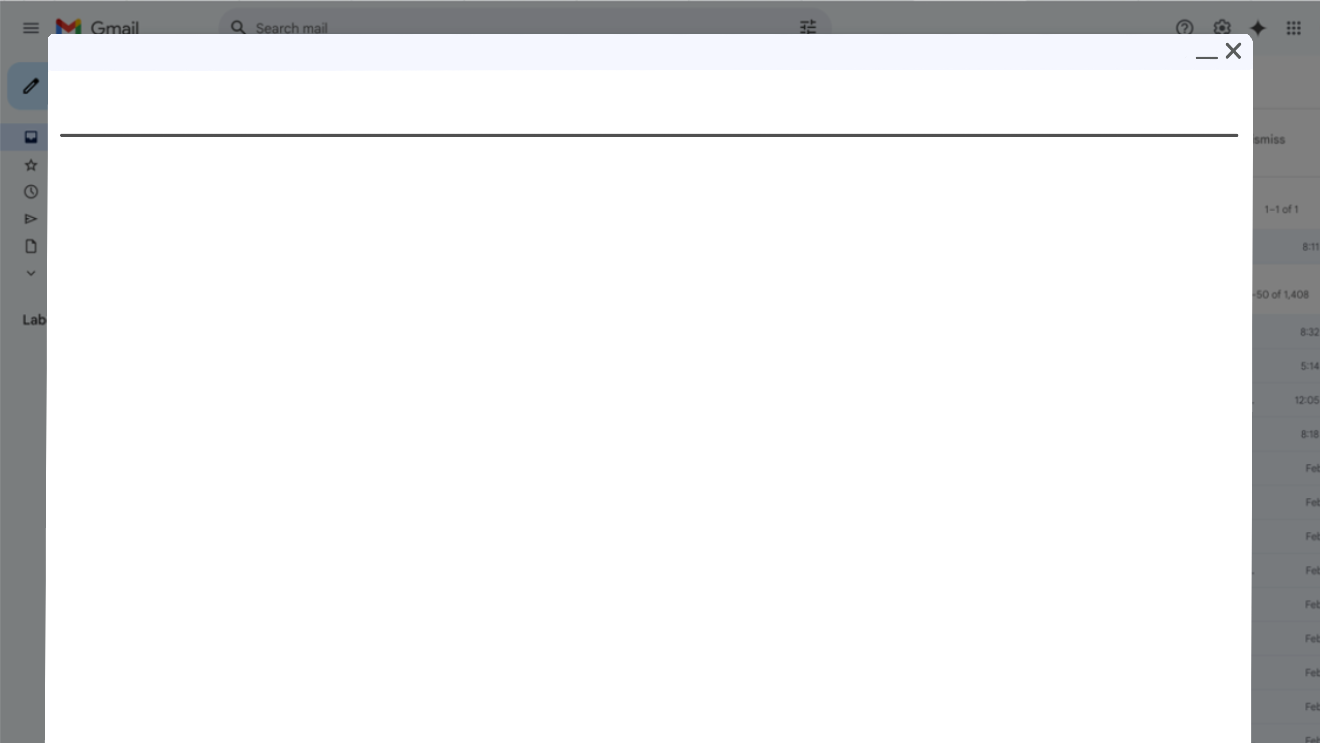 Gmail
Search mail
smiss
1–1 of 1
8:11
-50 of 1,408
Lab
8:32
5:14
12:05
8:18
Feb
Feb
Feb
Feb
Feb
Feb
Feb
Feb